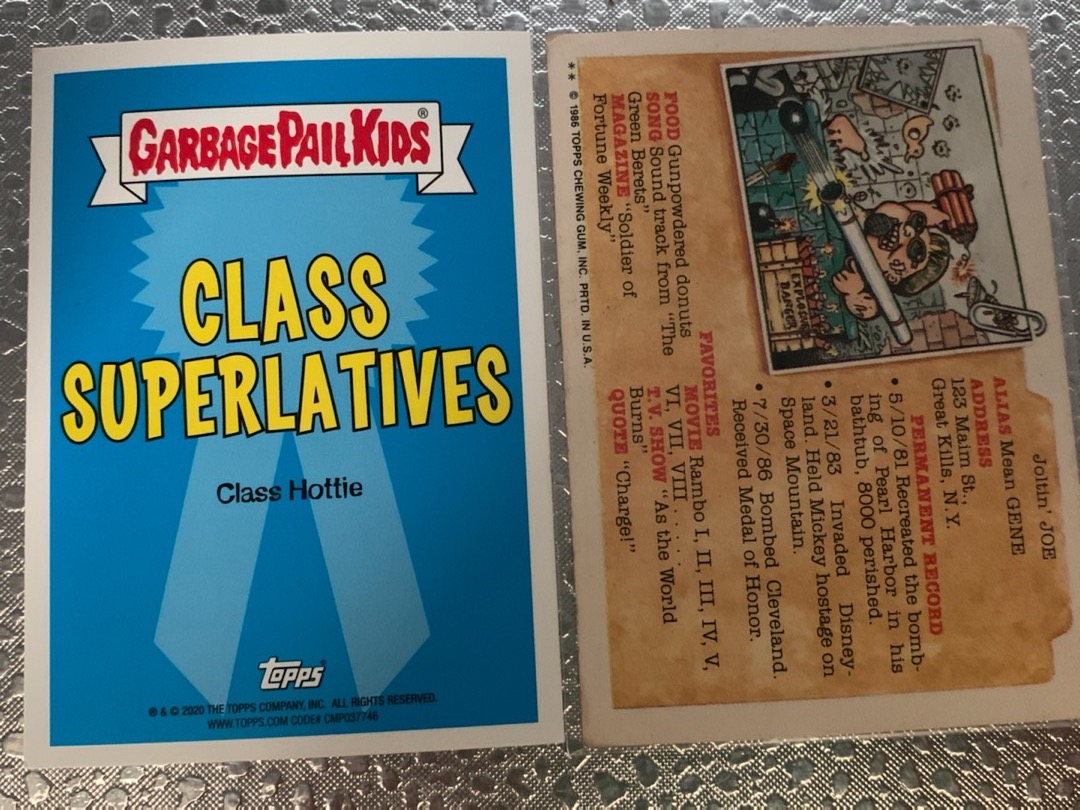 GARBAGE PAIL KIDS®
CLASS
SUPERLATIVES
Class Hottie
topps®
® & © 2020 THE TOPPS COMPANY, INC. ALL RIGHTS RESERVED.
WWW.TOPPS.COM CODE# CMP037746
Joltin' JOE
ALIAS Mean GENE
ADDRESS
123 Maim St.,
Great Kills, N.Y.
PERMANENT RECORD
• 5/10/81 Recreated the bomb-
ing of Pearl Harbor in his
bathtub, 8000 perished.
• 3/21/83 Invaded Disney-
land. Held Mickey hostage on
Space Mountain.
• 7/30/86 Bombed Cleveland.
Received Medal of Honor.
EXPLOSIVES
DANGER
FAVORITES
FOOD Gunpowdered donuts
SONG Sound track from "The
Green Berets"
MAGAZINE "Soldier of
Fortune Weekly"
MOVIE Rambo I, II, III, IV, V,
VI, VII, VIII . . . . .
T.V. SHOW "As the World
Burns"
QUOTE "Charge!"
** © 1986 TOPPS CHEWING GUM, INC. PRTD. IN U.S.A.